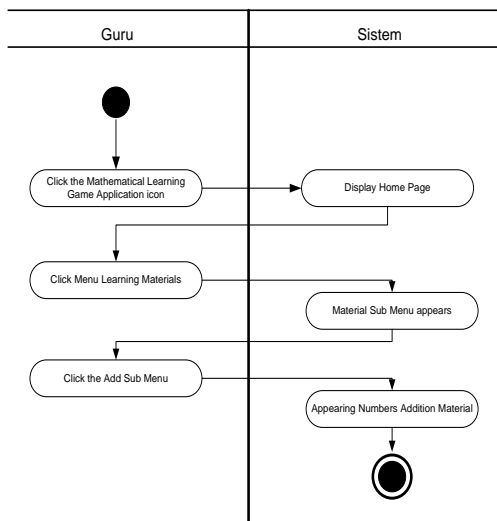 Guru
Sistem
Click the Mathematical Learning
Game Application icon
Display Home Page
Click Menu Learning Materials
Material Sub Menu appears
Click the Add Sub Menu
Appearing Numbers Addition Material